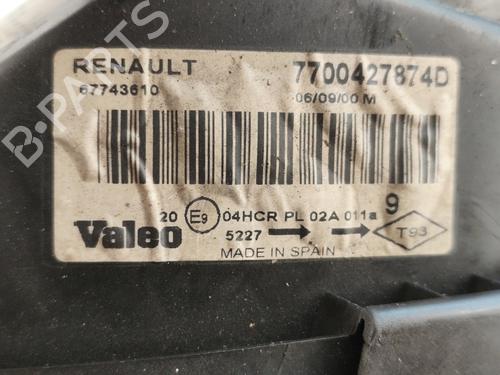 RENAULT 7700427874D
67743610 06/09/00 M
20 E9 04HCR PL 02A 011a 9
Valeo 5227 T93
MADE IN SPAIN
B-PARTS